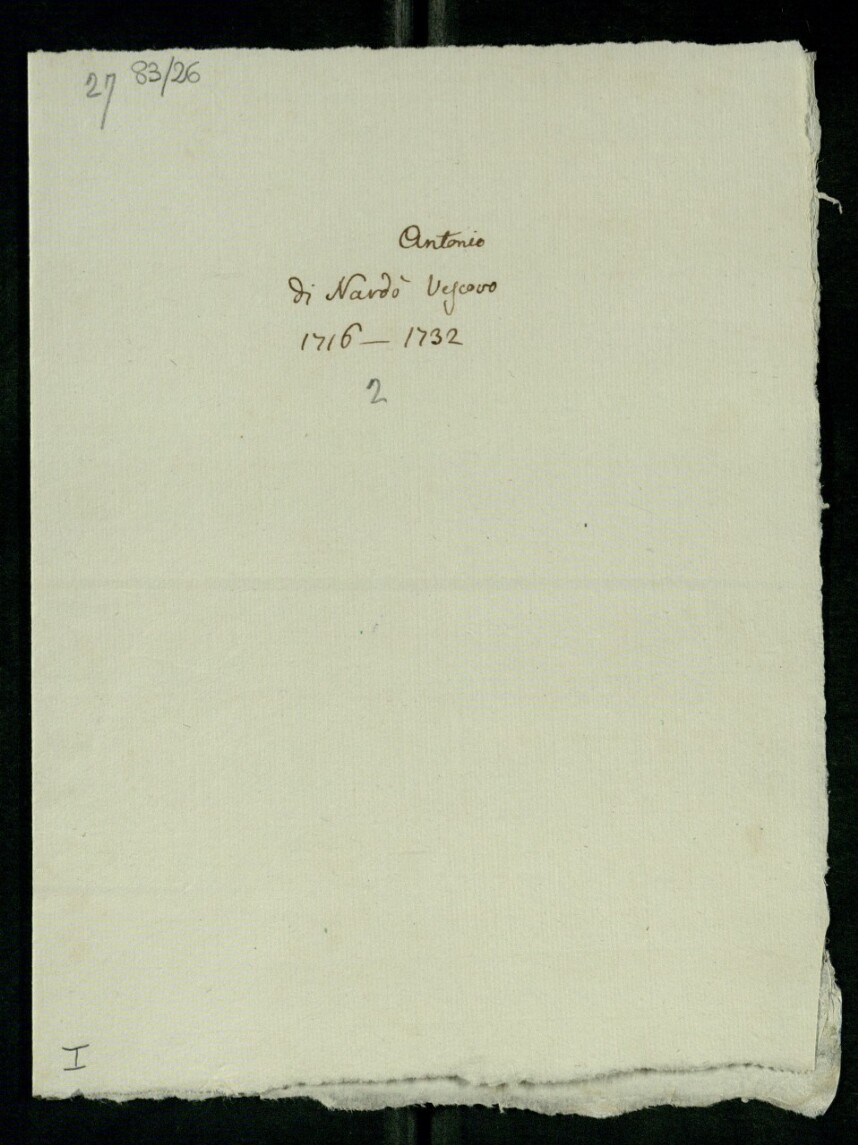 27 83/26
Antonio
di Nardò Vescovo
1716 — 1732
2
I